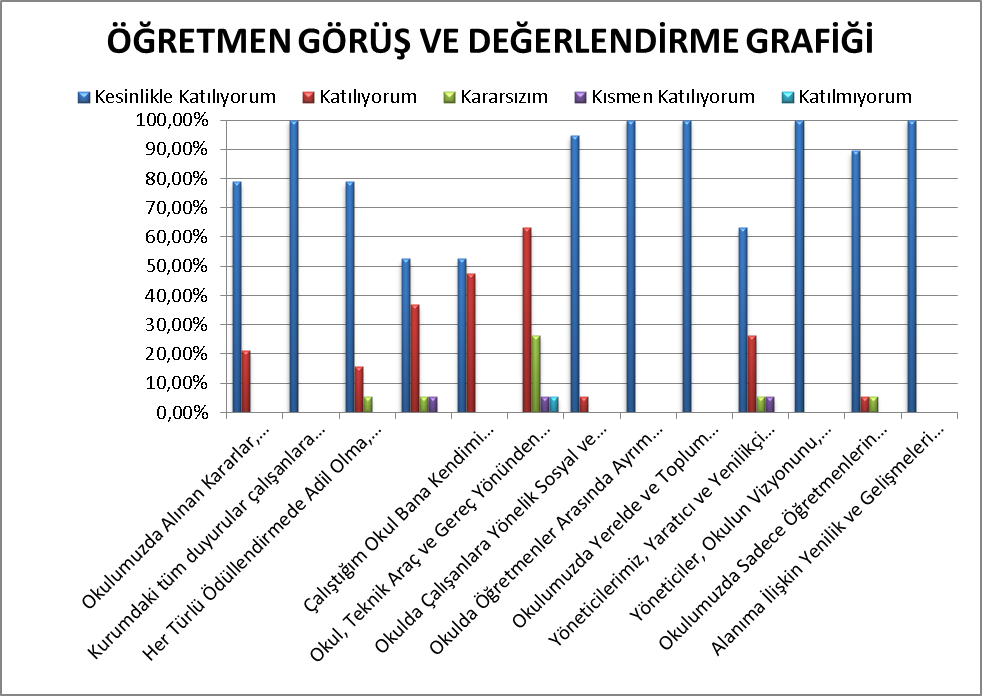 ÖĞRETMEN GÖRÜŞ VE DEĞERLENDİRME GRAFİĞİ
Kesinlikle Katılıyorum Katılıyorum Kararsızım Kısmen Katılıyorum Katılmıyorum
100,00%
90,00%
80,00%
70,00%
60,00%
50,00%
40,00%
30,00%
20,00%
10,00%
0,00%
Okulumuzda Alınan Kararlar,…
Kurumdaki tüm duyurular çalışanlara…
Her Türlü Ödüllendirmede Adil Olma,…
Çalıştığım Okul Bana Kendimi…
Okul, Teknik Araç ve Gereç Yönünden…
Okulda Çalışanlara Yönelik Sosyal ve…
Okulda Öğretmenler Arasında Ayrım…
Okulumuzda Yerelde ve Toplum…
Yöneticilerimiz, Yaratıcı ve Yenilikçi…
Yöneticiler, Okulun Vizyonunu,…
Okulumuzda Sadece Öğretmenlerin…
Alanıma İlişkin Yenilik ve Gelişmeleri…